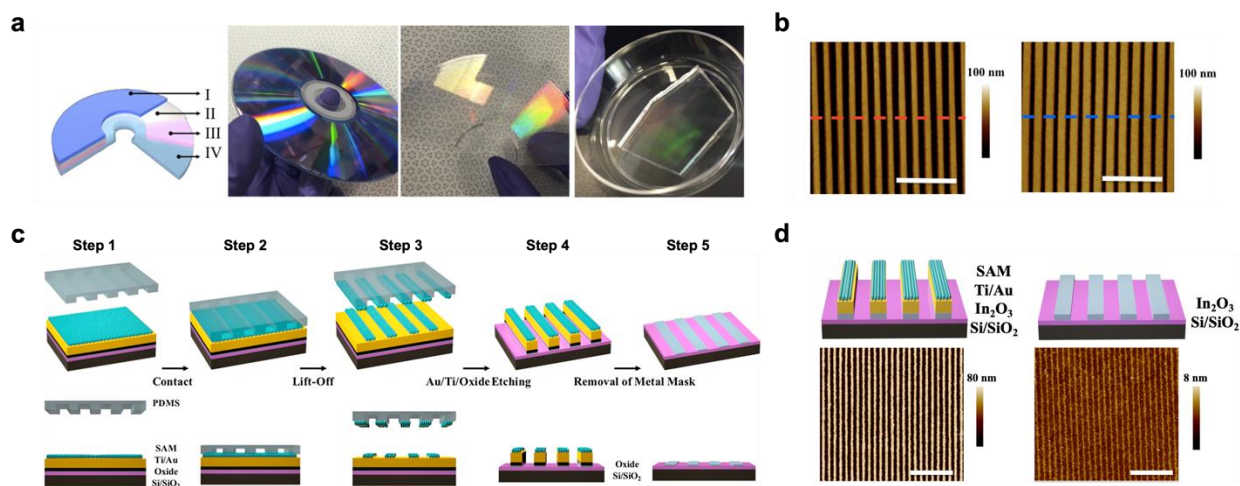 a
I
II
III
IV
b
100 nm
100 nm
c
Step 1
Step 2
Step 3
Step 4
Step 5
Contact
Lift-Off
Au/Ti/Oxide Etching
Removal of Metal Mask
PDMS
SAM
Ti/Au
Oxide
Si/SiO₂
Oxide
Si/SiO₂
d
SAM
Ti/Au
In₂O₃
Si/SiO₂
In₂O₃
Si/SiO₂
80 nm
8 nm